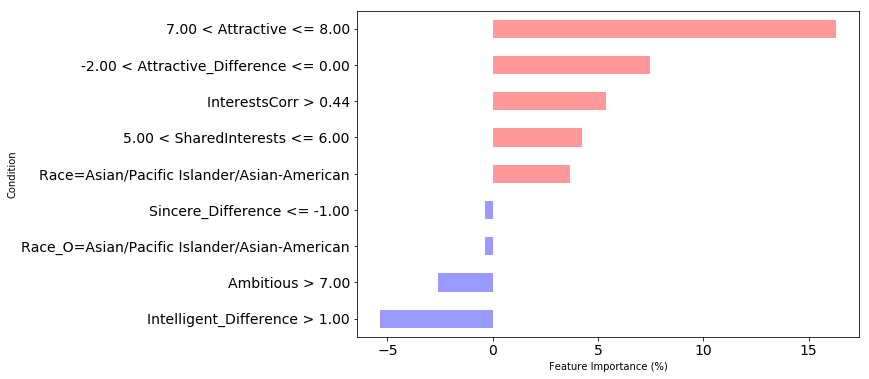 7.00 < Attractive <= 8.00
-2.00 < Attractive_Difference <= 0.00
InterestsCorr > 0.44
5.00 < SharedInterests <= 6.00
Race=Asian/Pacific Islander/Asian-American
Sincere_Difference <= -1.00
Race_O=Asian/Pacific Islander/Asian-American
Ambitious > 7.00
Intelligent_Difference > 1.00
Condition
−5 0 5 10 15
Feature Importance (%)